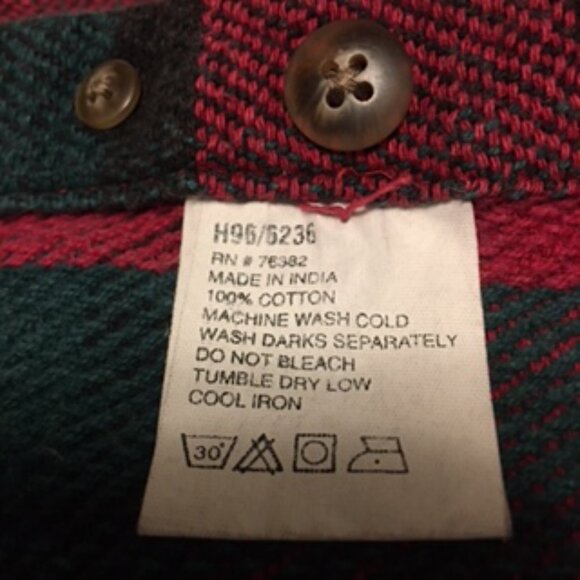 H96/6236
RN # 76382
MADE IN INDIA
100% COTTON
MACHINE WASH COLD
WASH DARKS SEPARATELY
DO NOT BLEACH
TUMBLE DRY LOW
COOL IRON
30°